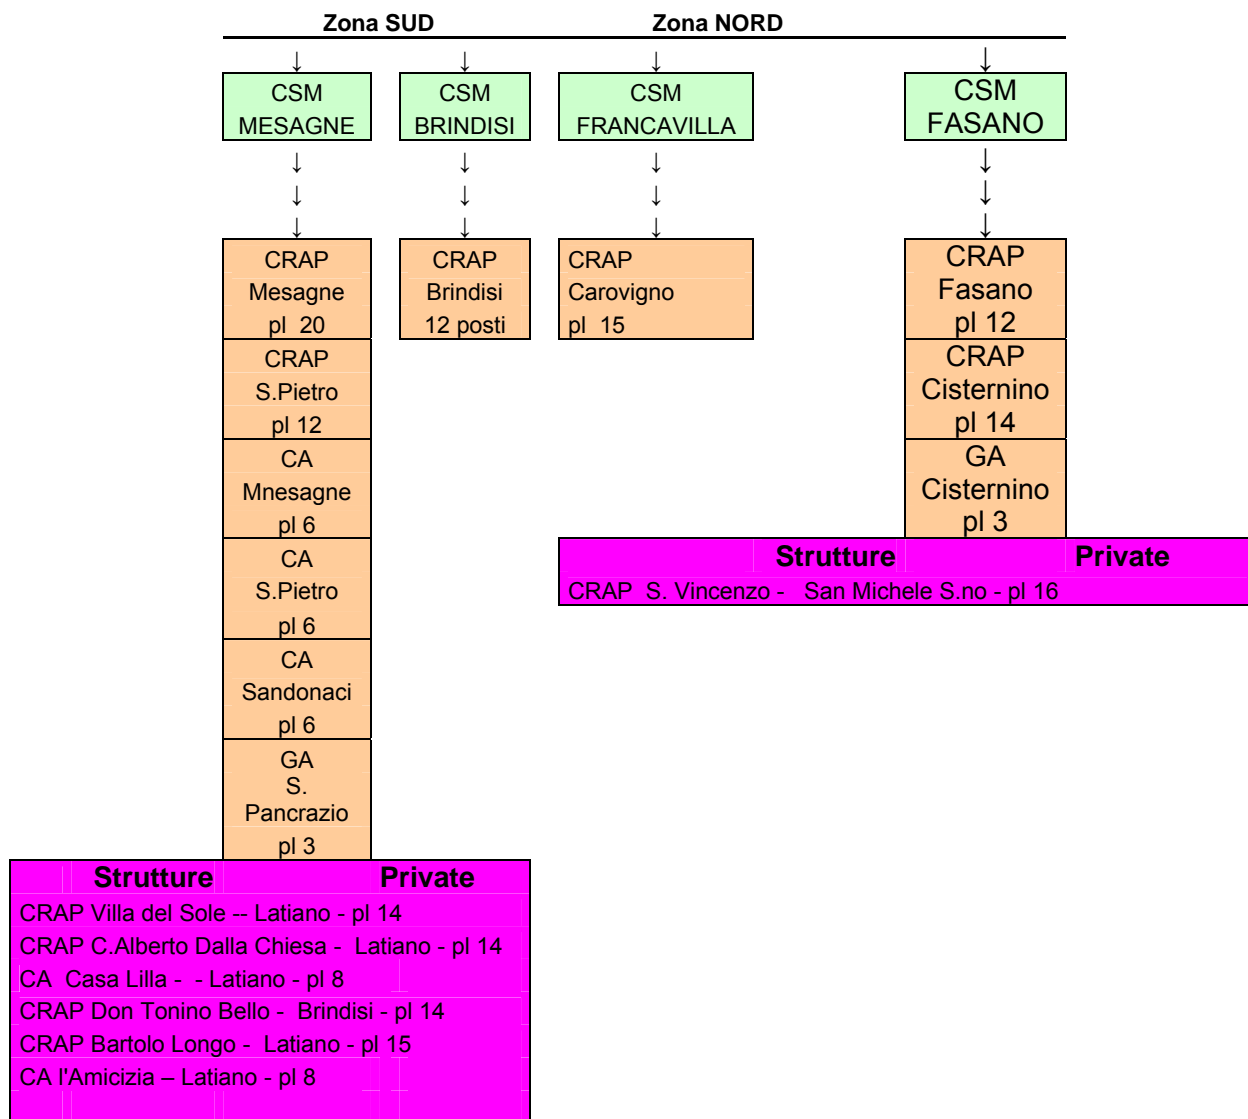 Zona SUD Zona NORD
↓ ↓ ↓ ↓
CSM
MESAGNE
CSM
BRINDISI
CSM
FRANCAVILLA
CSM
FASANO
↓ ↓ ↓ ↓
↓ ↓ ↓ ↓
↓ ↓ ↓ ↓
CRAP
Mesagne
pl 20
CRAP
Brindisi
12 posti
CRAP
Carovigno
pl 15
CRAP
Fasano
pl 12
CRAP
S.Pietro
pl 12
CRAP
Cisternino
pl 14
CA
Mnesagne
pl 6
GA
Cisternino
pl 3
CA
S.Pietro
pl 6
Strutture Private
CRAP S. Vincenzo - San Michele S.no - pl 16
CA
Sandonaci
pl 6
GA
S.
Pancrazio
pl 3
Strutture Private
CRAP Villa del Sole -- Latiano - pl 14
CRAP C.Alberto Dalla Chiesa - Latiano - pl 14
CA Casa Lilla - - Latiano - pl 8
CRAP Don Tonino Bello - Brindisi - pl 14
CRAP Bartolo Longo - Latiano - pl 15
CA l'Amicizia – Latiano - pl 8